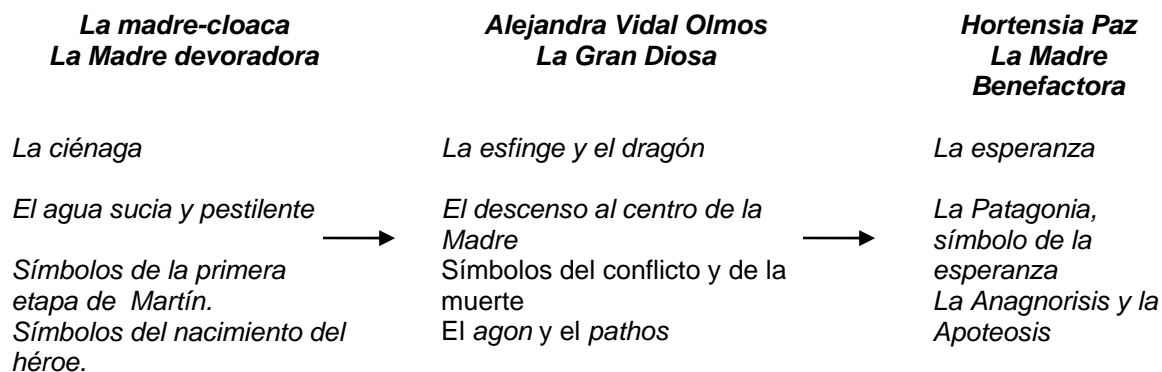 La madre-cloaca
La Madre devoradora
La ciénaga
El agua sucia y pestilente
Símbolos de la primera
etapa de Martín.
Símbolos del nacimiento del
héroe.
Alejandra Vidal Olmos
La Gran Diosa
La esfinge y el dragón
El descenso al centro de la
Madre
Símbolos del conflicto y de la
muerte
El agon y el pathos
Hortensia Paz
La Madre
Benefactora
La esperanza
La Patagonia,
símbolo de la
esperanza
La Anagnorisis y la
Apoteosis